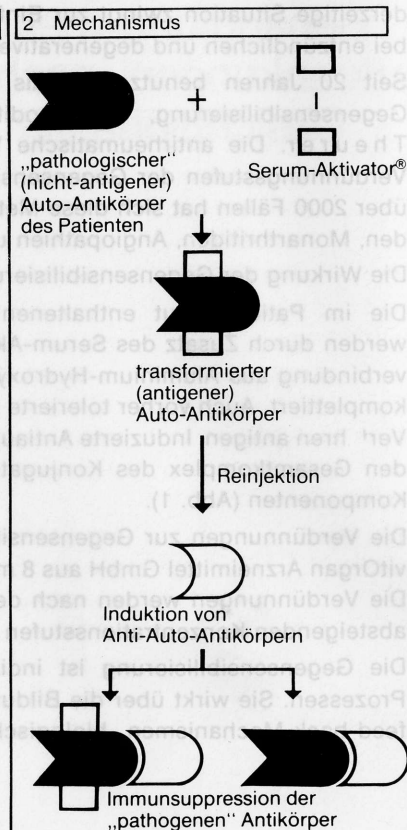 2 Mechanismus
+
„pathologischer“
(nicht-antigener)
Auto-Antikörper
des Patienten
Serum-Aktivator®
transformierter
(antigener)
Auto-Antikörper
Reinjektion
Induktion von
Anti-Auto-Antikörpern
Immunsuppression der
„pathogenen“ Antikörper